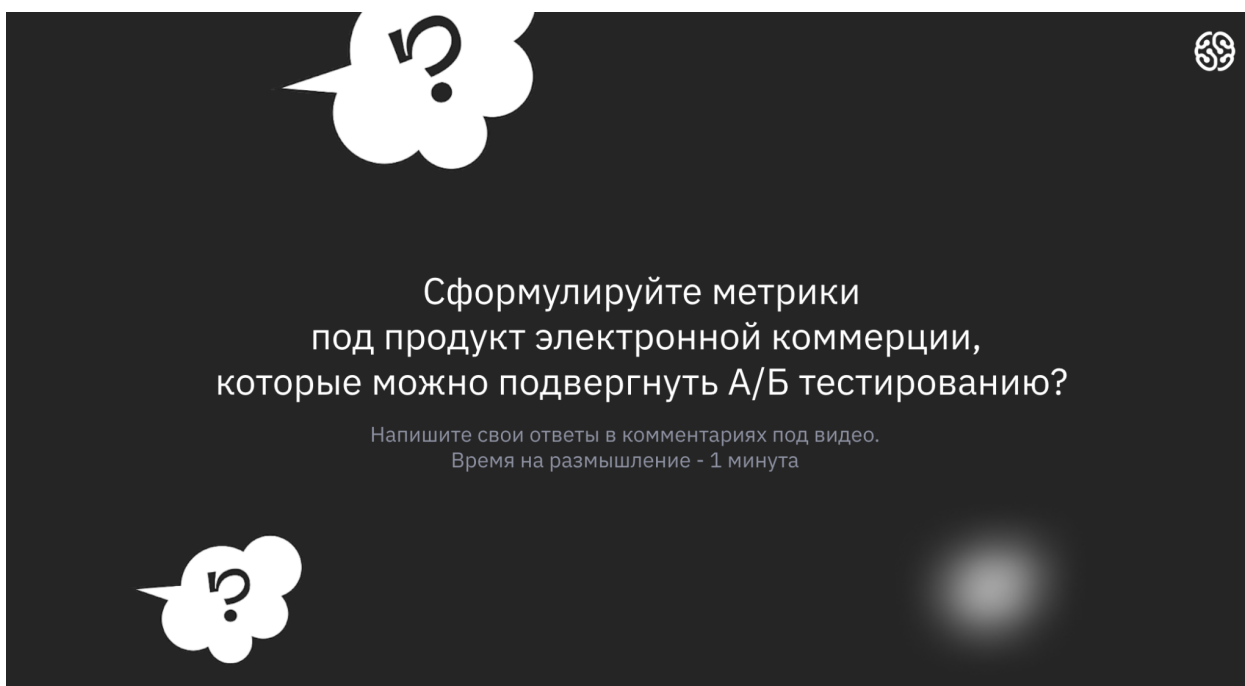 ?
Сформулируйте метрики
под продукт электронной коммерции,
которые можно подвергнуть А/Б тестированию?
Напишите свои ответы в комментариях под видео.
Время на размышление - 1 минута
?